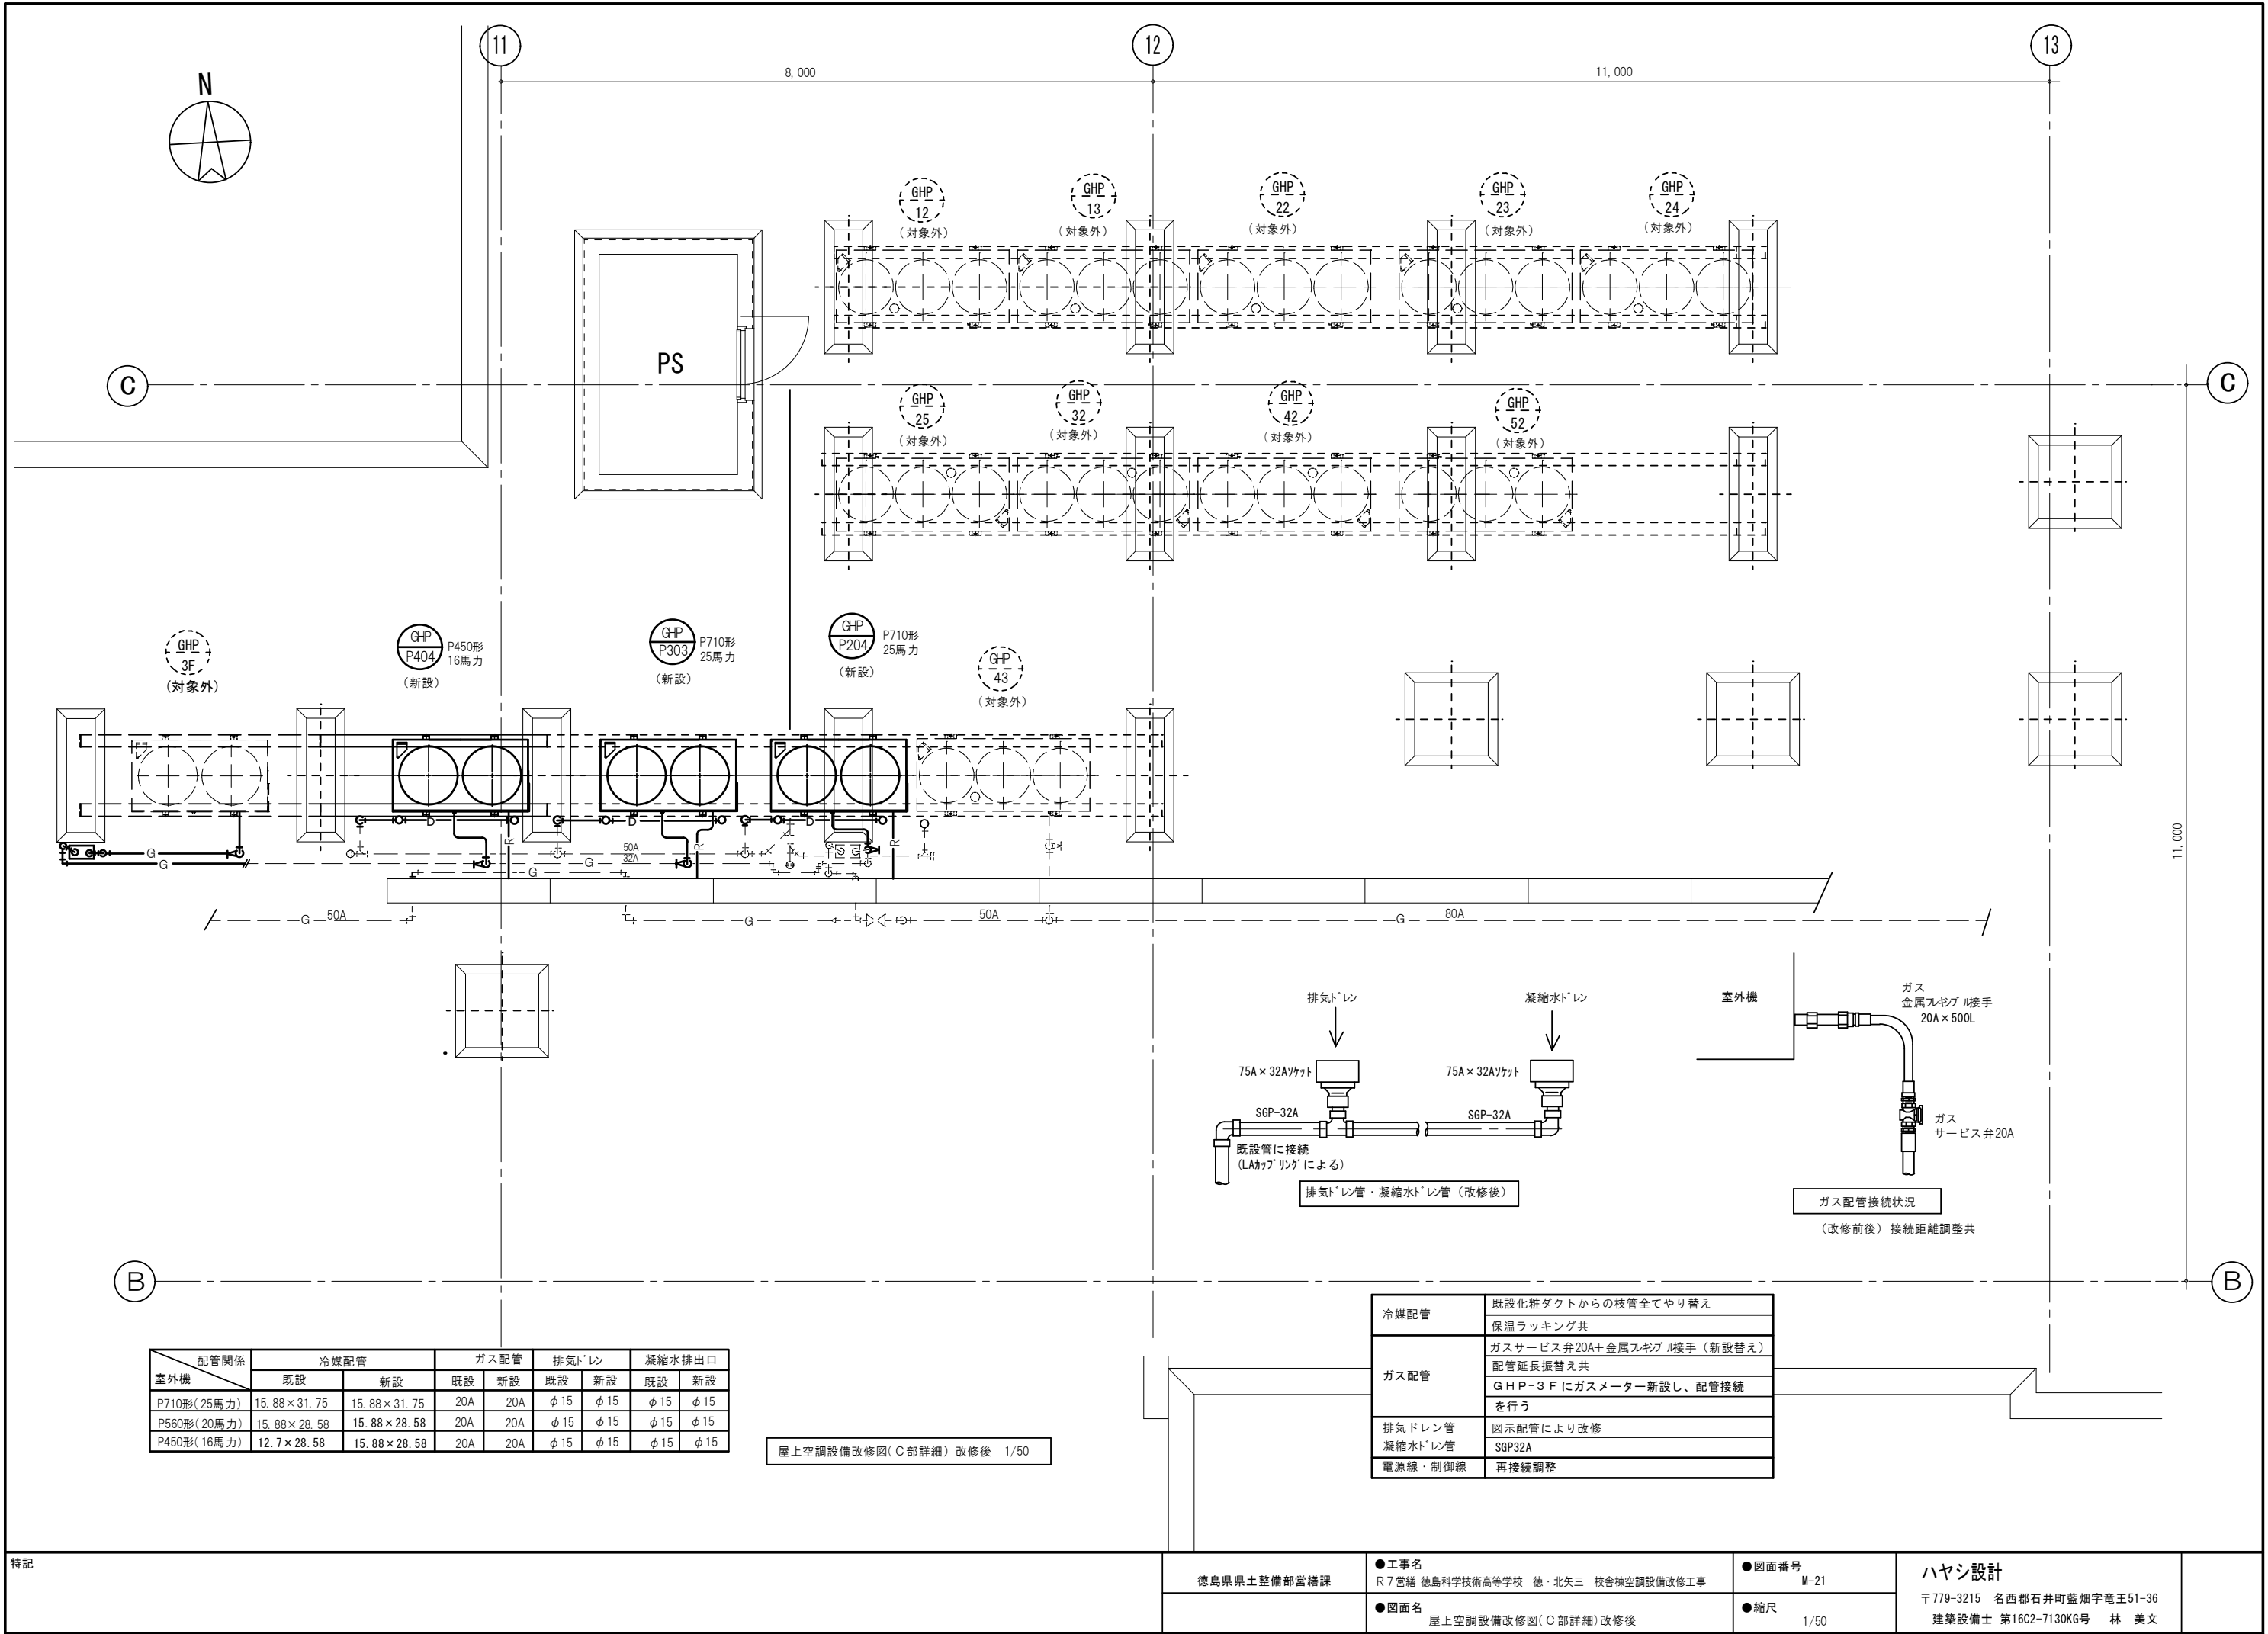 11
12
13
8,000
11,000
N
GHP
12
(対象外)
GHP
13
(対象外)
GHP
22
(対象外)
GHP
23
(対象外)
GHP
24
(対象外)
PS
C
C
GHP
25
(対象外)
GHP
32
(対象外)
GHP
42
(対象外)
GHP
52
(対象外)
GHP
3F
(対象外)
GHP
P404
P450形
16馬力
(新設)
GHP
P303
P710形
25馬力
(新設)
GHP
P204
P710形
25馬力
(新設)
GHP
43
(対象外)
D
D
D
R
R
R
G
G
50A
32A
G
G
G
50A
G
50A
G
80A
11,000
排気ドレン
凝縮水ドレン
75A×32Aソケット
75A×32Aソケット
SGP-32A
SGP-32A
既設管に接続
(LAカップリングによる)
排気ドレン管・凝縮水ドレン管（改修後）
室外機
ガス
金属フレキシブル接手
20A×500L
ガス
サービス弁20A
ガス配管接続状況
（改修前後）接続距離調整共
B
B
配管関係
室外機
冷媒配管 ガス配管 排気ドレン 凝縮水排出口
既設 新設 既設 新設 既設 新設 既設 新設
P710形(25馬力) 15.88×31.75 15.88×31.75 20A 20A φ15 φ15 φ15 φ15
P560形(20馬力) 15.88×28.58 15.88×28.58 20A 20A φ15 φ15 φ15 φ15
P450形(16馬力) 12.7×28.58 15.88×28.58 20A 20A φ15 φ15 φ15 φ15
屋上空調設備改修図(C部詳細) 改修後 1/50
冷媒配管 既設化粧ダクトからの枝管全てやり替え
保温ラッキング共
ガス配管 ガスサービス弁20A+金属フレキシブル接手（新設替え）
配管延長振替え共
GHP-3Fにガスメーター新設し、配管接続
を行う
排気ドレン管 図示配管により改修
凝縮水ドレン管 SGP32A
電源線・制御線 再接続調整
特記
徳島県県土整備部営繕課
●工事名
R7営繕 徳島科学技術高等学校 徳・北矢三 校舎棟空調設備改修工事
●図面名
屋上空調設備改修図(C部詳細)改修後
●図面番号
M-21
●縮尺
1/50
ハヤシ設計
〒779-3215 名西郡石井町藍畑字竜王51-36
建築設備士 第16C2-7130KG号 林 美文